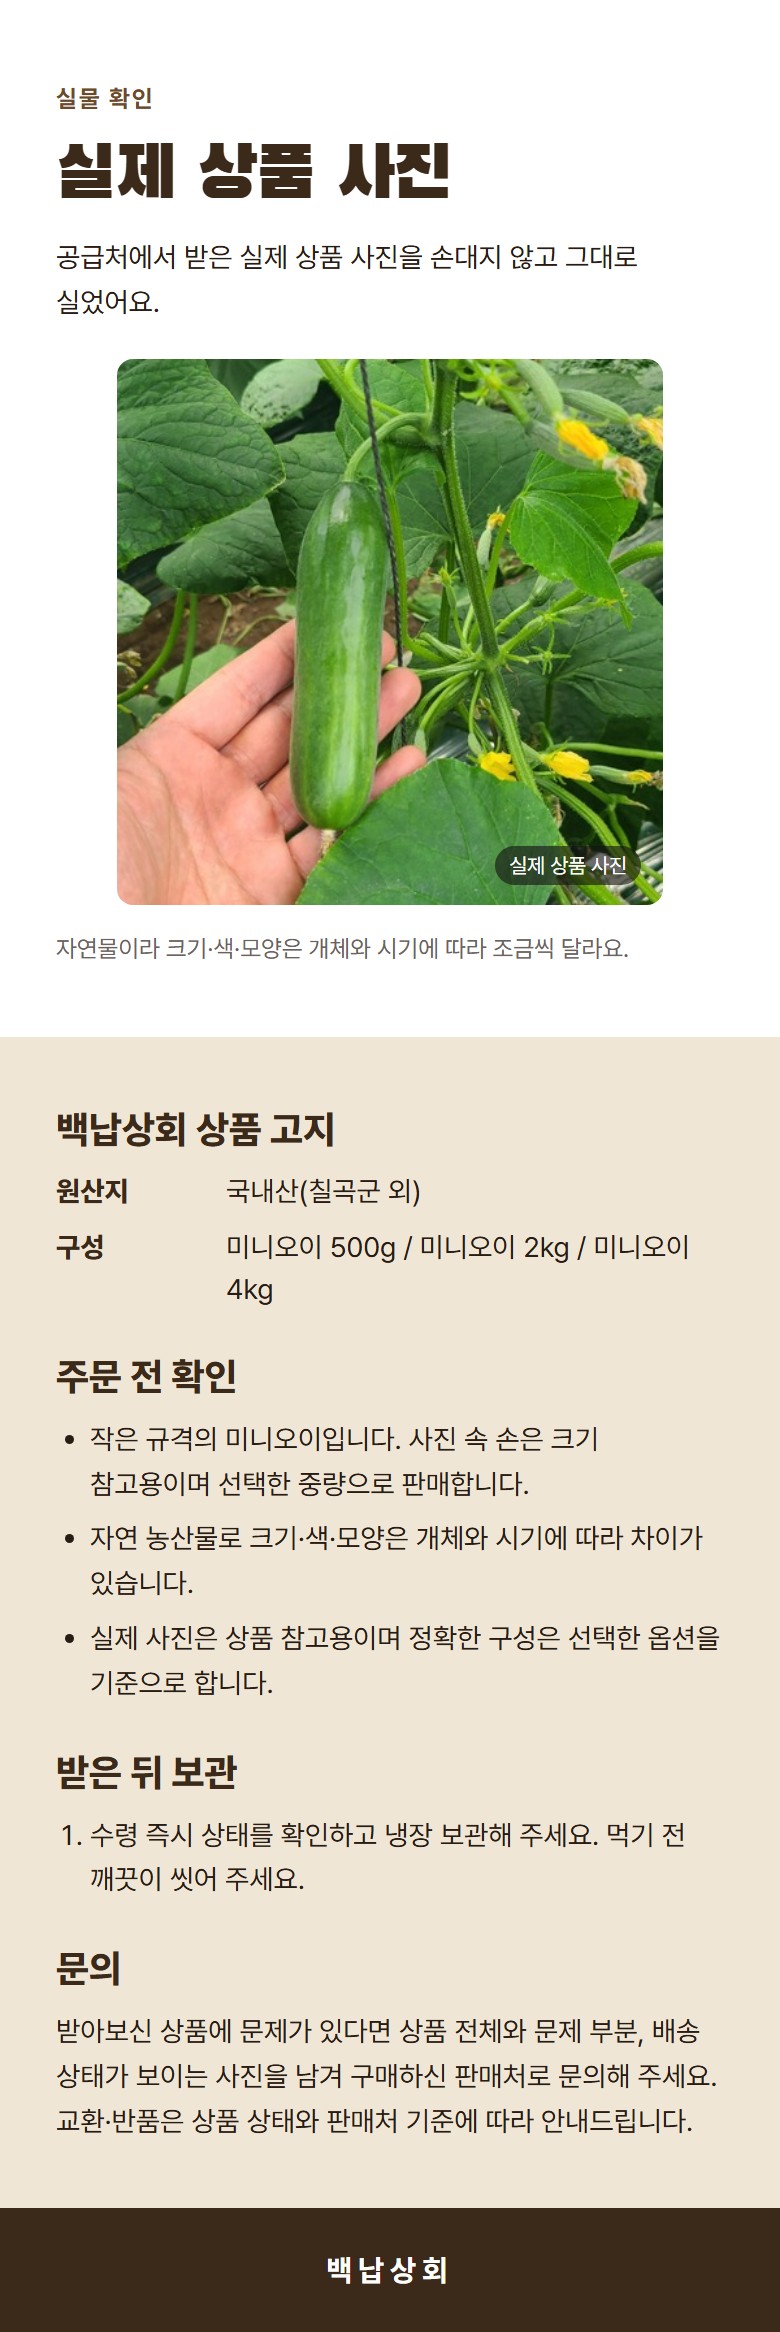 실물 확인
실제 상품 사진
공급처에서 받은 실제 상품 사진을 손대지 않고 그대로
실었어요.
실제 상품 사진
자연물이라 크기·색·모양은 개체와 시기에 따라 조금씩 달라요.
백납상회 상품 고지
원산지 국내산(칠곡군 외)
구성 미니오이 500g / 미니오이 2kg / 미니오이
4kg
주문 전 확인
• 작은 규격의 미니오이입니다. 사진 속 손은 크기
참고용이며 선택한 중량으로 판매합니다.
• 자연 농산물로 크기·색·모양은 개체와 시기에 따라 차이가
있습니다.
• 실제 사진은 상품 참고용이며 정확한 구성은 선택한 옵션을
기준으로 합니다.
받은 뒤 보관
1. 수령 즉시 상태를 확인하고 냉장 보관해 주세요. 먹기 전
깨끗이 씻어 주세요.
문의
받아보신 상품에 문제가 있다면 상품 전체와 문제 부분, 배송
상태가 보이는 사진을 남겨 구매하신 판매처로 문의해 주세요.
교환·반품은 상품 상태와 판매처 기준에 따라 안내드립니다.
백납상회